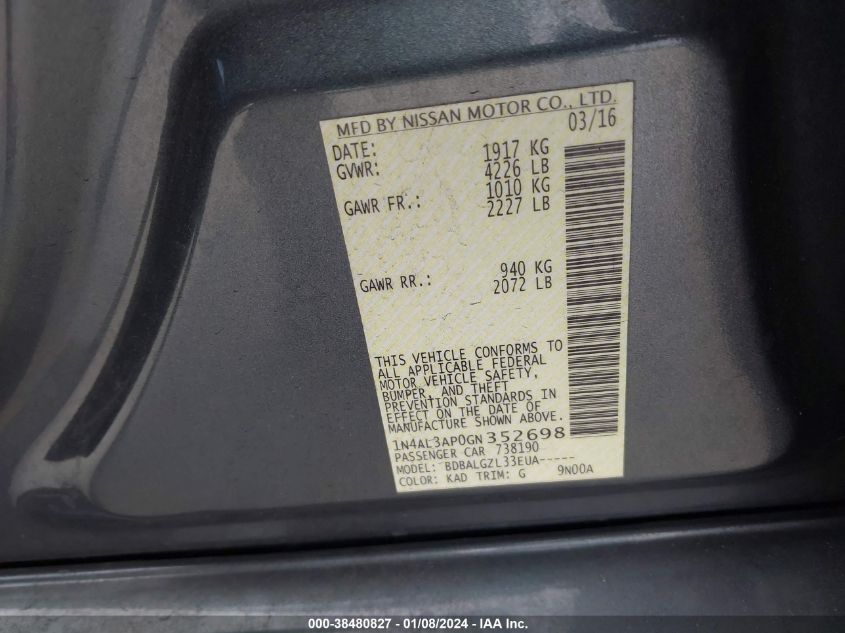 MFD BY NISSAN MOTOR CO., LTD.
DATE: 03/16
GVWR: 1917 KG
4226 LB
GAWR FR.: 1010 KG
2227 LB
GAWR RR.: 940 KG
2072 LB
THIS VEHICLE CONFORMS TO
ALL APPLICABLE FEDERAL
MOTOR VEHICLE SAFETY,
BUMPER, AND THEFT
PREVENTION STANDARDS IN
EFFECT ON THE DATE OF
MANUFACTURE SHOWN ABOVE.
1N4AL3AP0GN352698
PASSENGER CAR 738190
MODEL: BDBALGZL33EUA-----
COLOR: KAD TRIM: G 9N00A
000-38480827 - 01/08/2024 - IAA Inc.